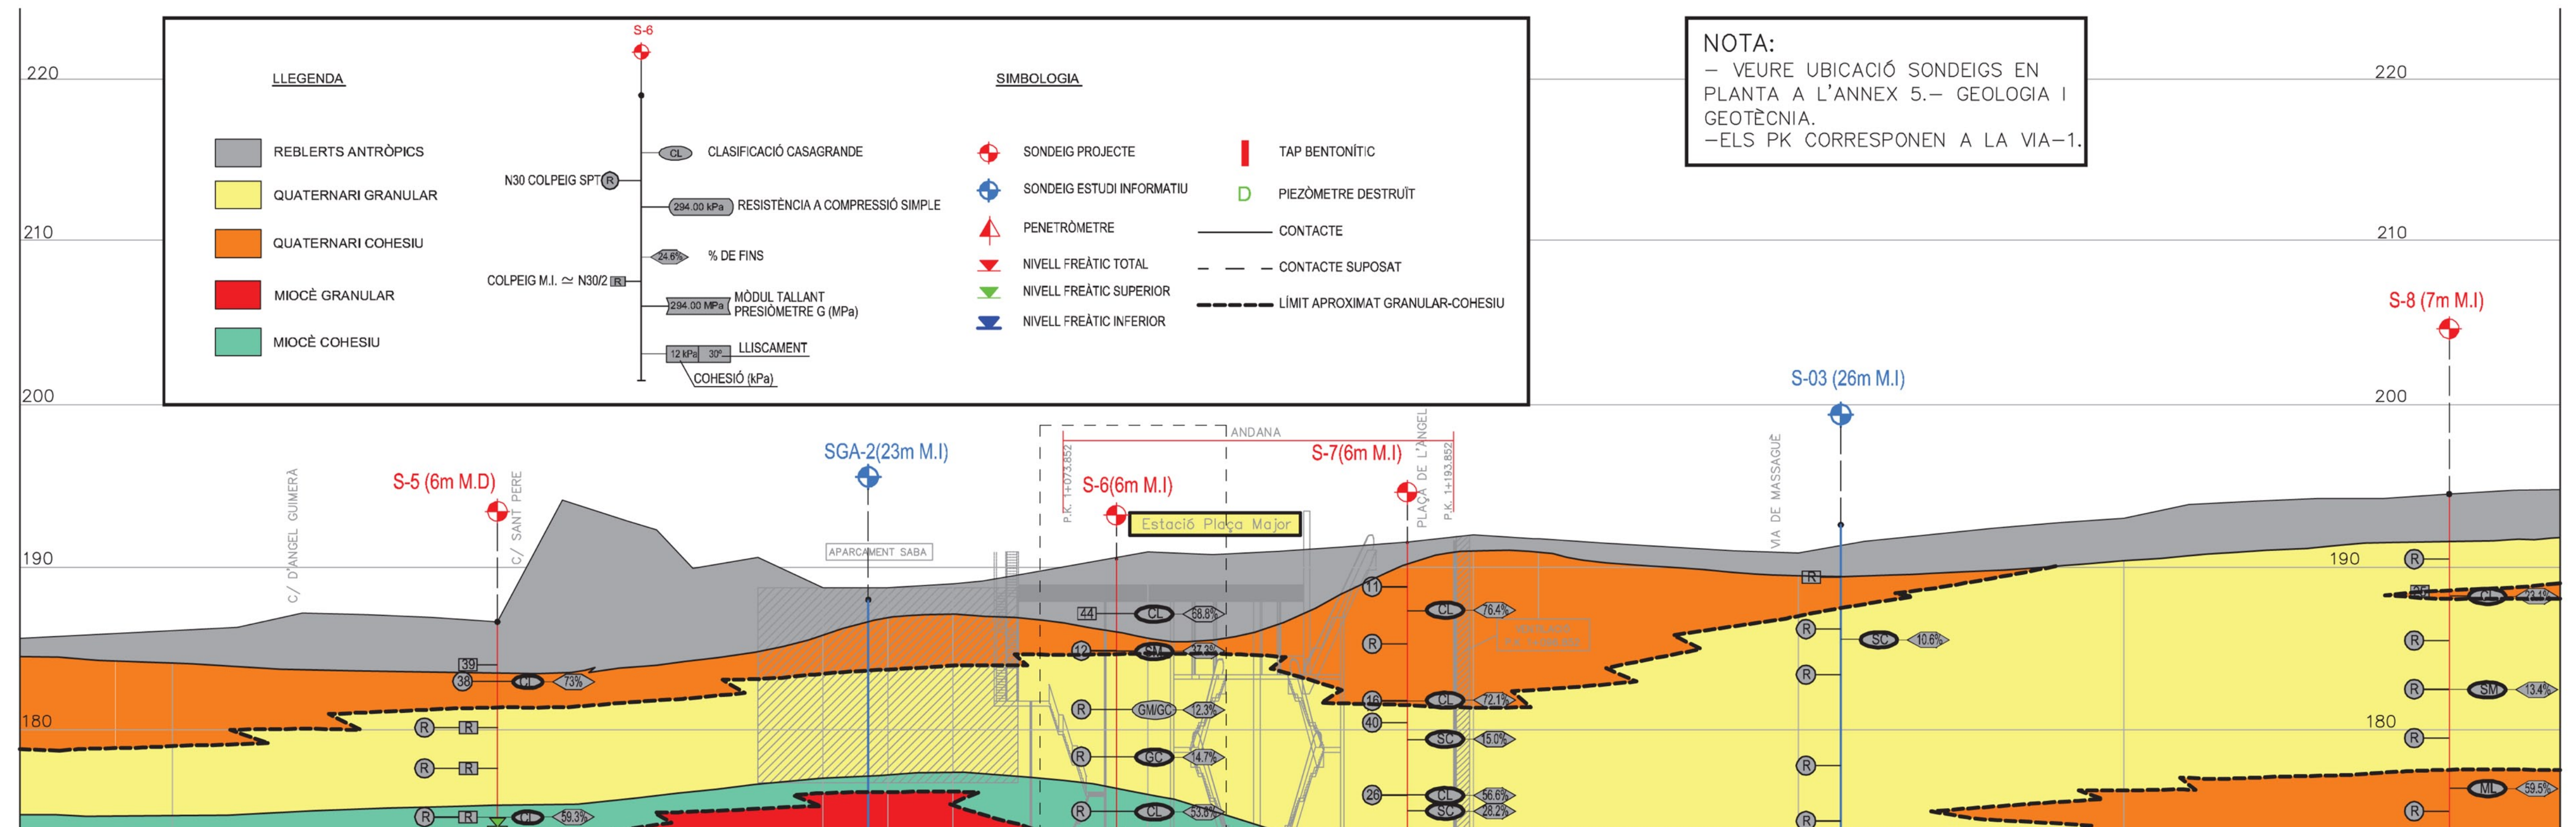 S-6
LLEGENDA
SIMBOLOGIA
REBLERTS ANTRÒPICS
QUATERNARI GRANULAR
QUATERNARI COHESIU
MIOCÈ GRANULAR
MIOCÈ COHESIU
CL
CLASIFICACIÓ CASAGRANDE
N30 COLPEIG SPT
R
294.00 kPa
RESISTÈNCIA A COMPRESSIÓ SIMPLE
24.6%
% DE FINS
COLPEIG M.I. ≃ N30/2
R
294.00 MPa
MÒDUL TALLANT
PRESIÒMETRE G (MPa)
12 kPa
30º
LLISCAMENT
COHESIÓ (kPa)
SONDEIG PROJECTE
SONDEIG ESTUDI INFORMATIU
PENETRÒMETRE
NIVELL FREÀTIC TOTAL
NIVELL FREÀTIC SUPERIOR
NIVELL FREÀTIC INFERIOR
TAP BENTONÍTIC
D
PIEZÒMETRE DESTRUÏT
CONTACTE
CONTACTE SUPOSAT
LÍMIT APROXIMAT GRANULAR-COHESIU
NOTA:
- VEURE UBICACIÓ SONDEIGS EN
PLANTA A L'ANNEX 5.- GEOLOGIA I
GEOTÈCNIA.
-ELS PK CORRESPONEN A LA VIA-1.
220
210
200
190
180
220
210
200
190
180
C/ D'ANGEL GUIMERÀ
S-5 (6m M.D)
C/ SANT PERE
39
38
CL
73%
R
R
R
R
R
R
CL
59.3%
SGA-2(23m M.I)
APARCAMENT SABA
P.K. 1+073.852
ANDANA
S-6(6m M.I)
Estació Plaça Major
44
CL
68.8%
12
SM
37.3%
R
GM/GC
12.3%
R
GC
14.7%
R
CL
53.8%
S-7(6m M.I)
PLAÇA DE L'ÀNGEL
P.K. 1+193.852
11
CL
76.4%
R
16
CL
72.1%
40
SC
15.0%
26
CL
56.6%
SC
28.2%
VIA DE MASSAGUÉ
S-03 (26m M.I)
R
R
SC
10.6%
R
R
R
S-8 (7m M.I)
R
CL
R
R
SM
13.4%
R
ML
59.5%
R